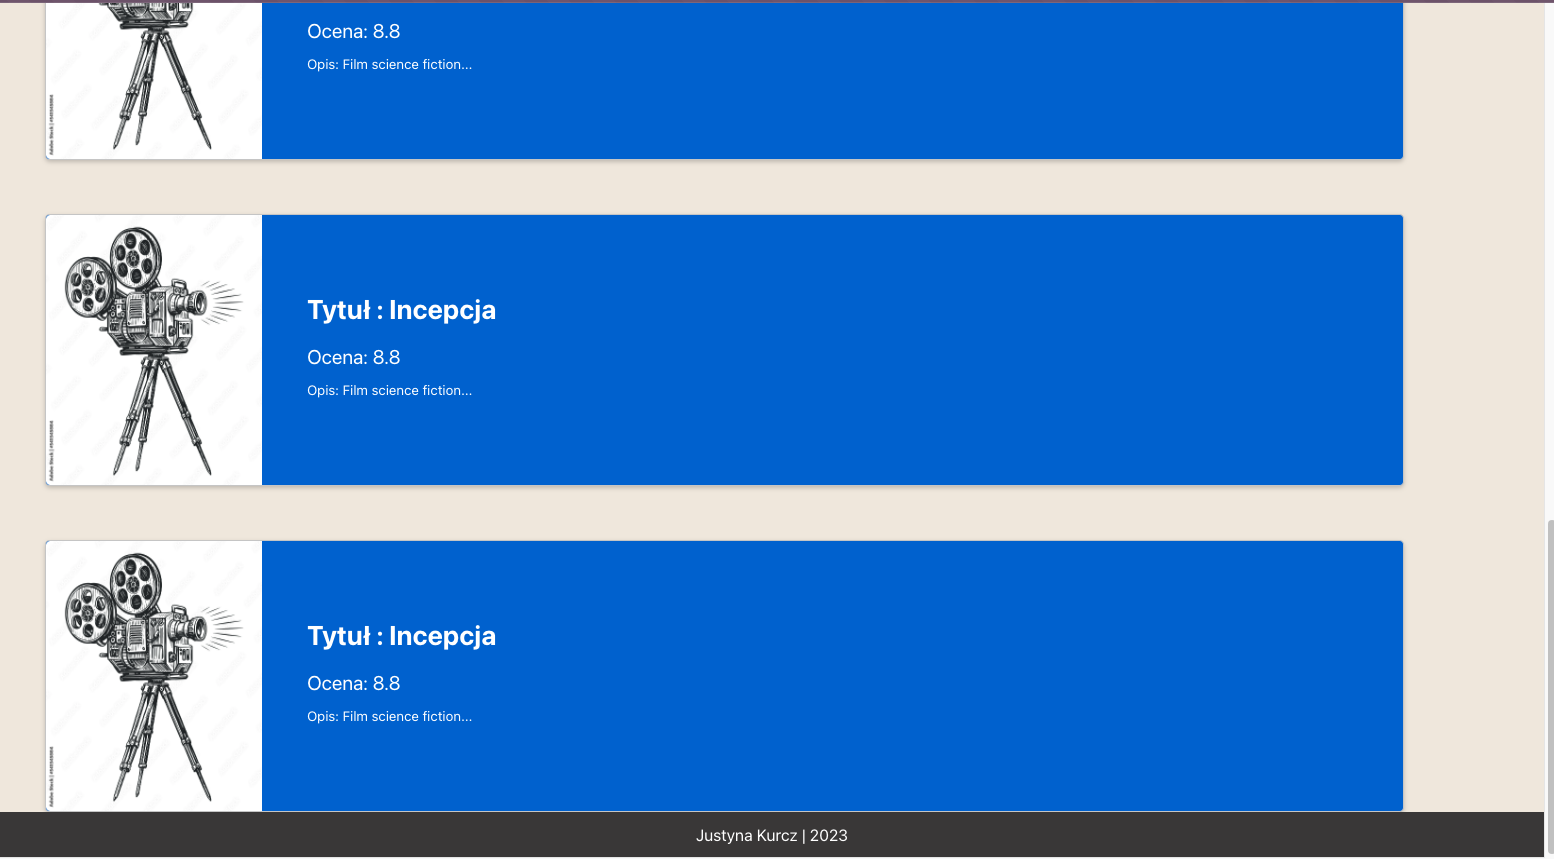 Ocena: 8.8
Opis: Film science fiction...
Tytuł : Incepcja
Ocena: 8.8
Opis: Film science fiction...
Tytuł : Incepcja
Ocena: 8.8
Opis: Film science fiction...
Justyna Kurcz | 2023